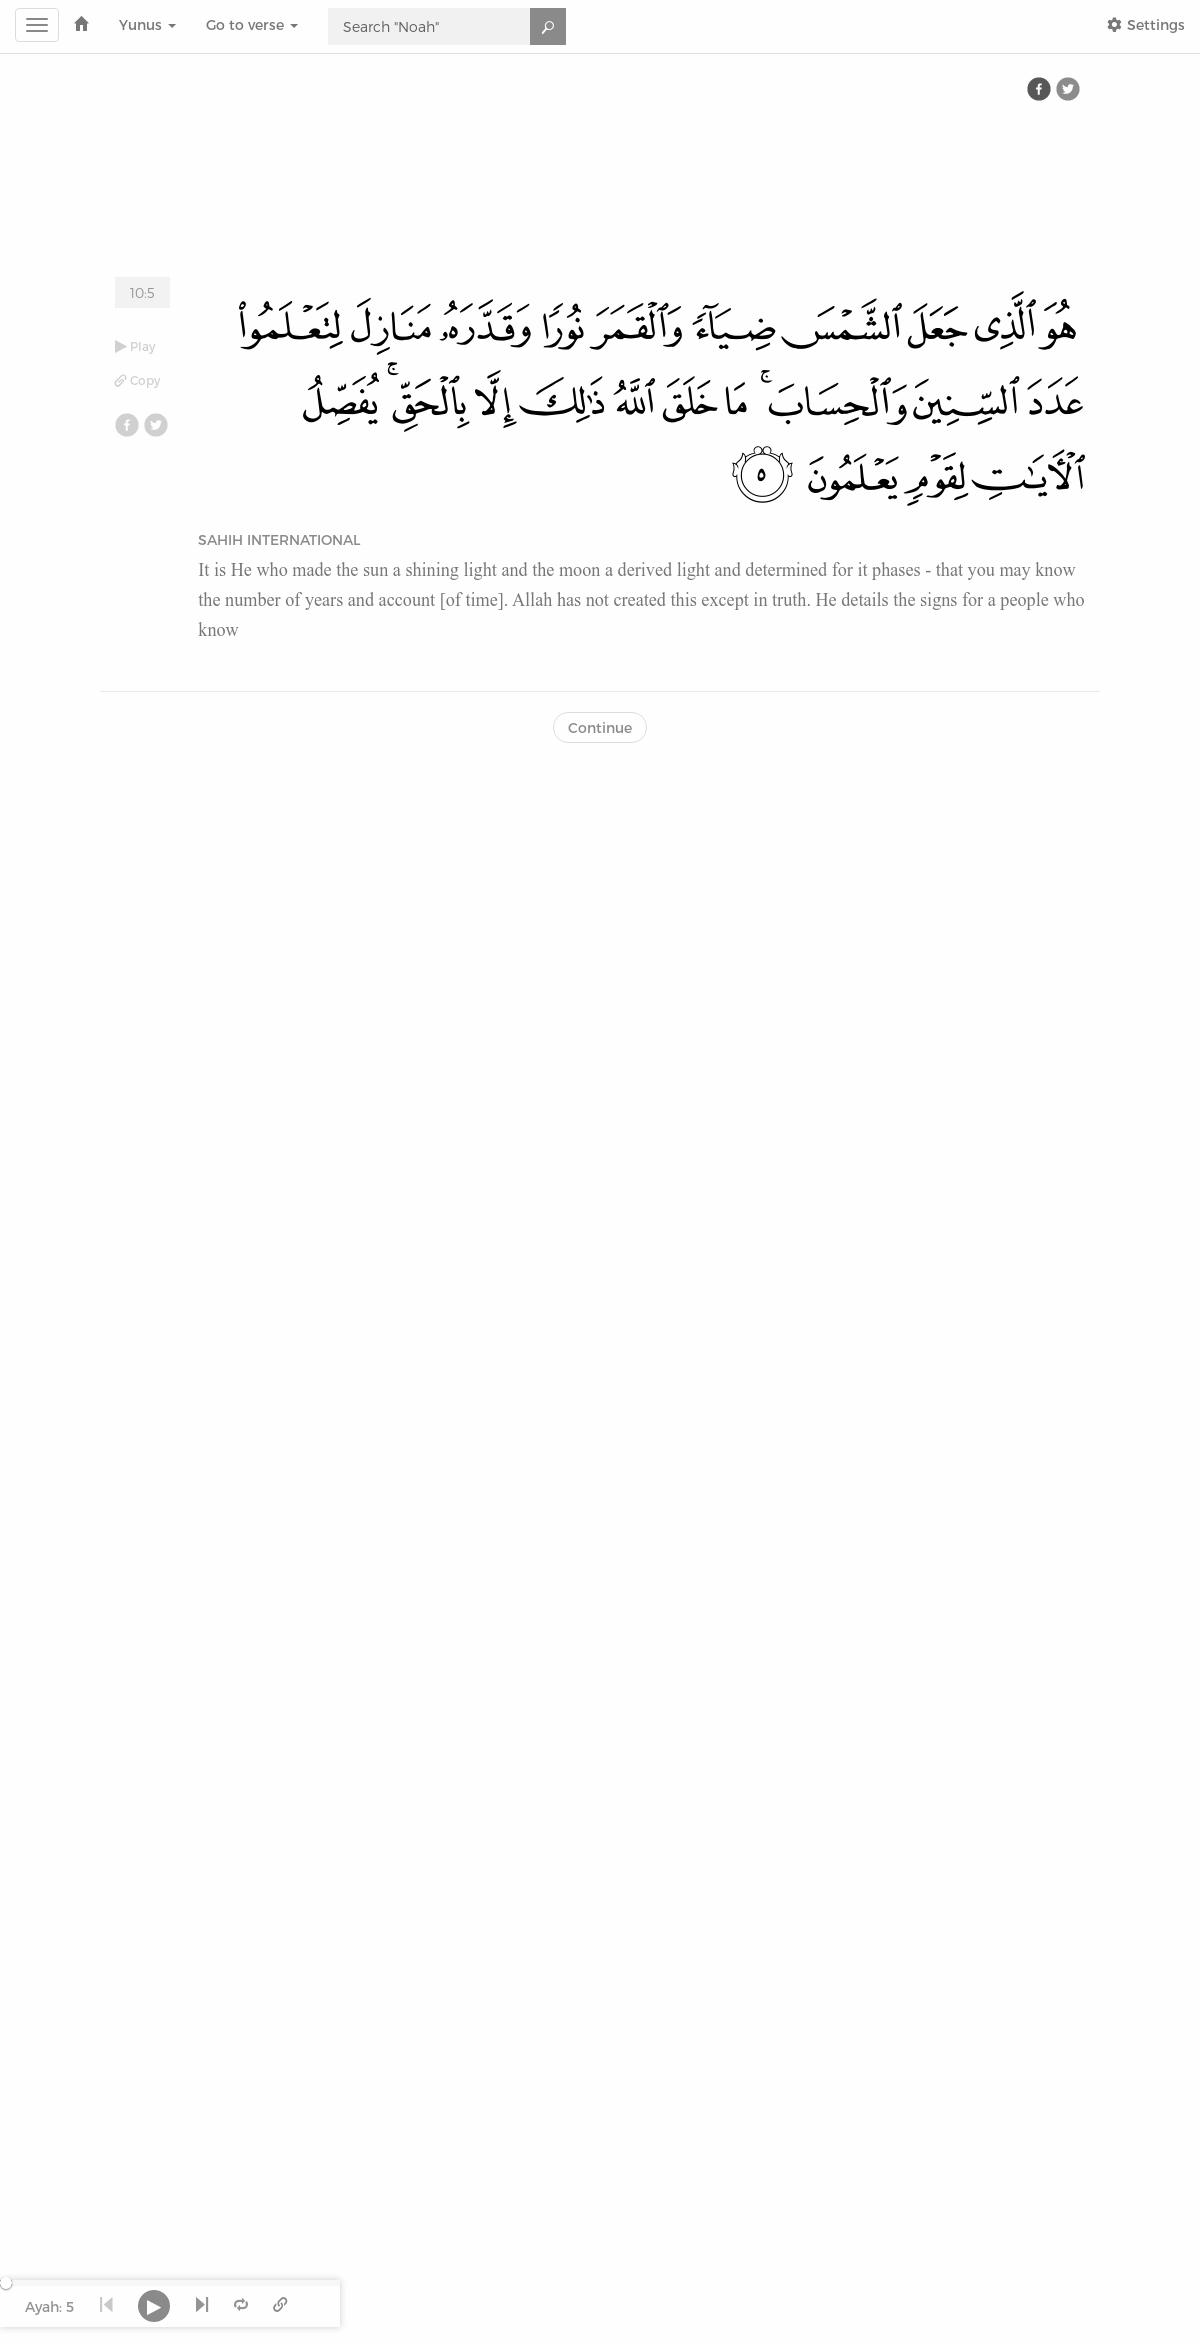 Yunus
Go to verse
Search "Noah"
Settings
10:5
Play
Copy
هُوَ ٱلَّذِى جَعَلَ ٱلشَّمْسَ ضِيَآءً وَٱلْقَمَرَ نُورًا وَقَدَّرَهُۥ مَنَازِلَ لِتَعْلَمُوا۟
عَدَدَ ٱلسِّنِينَ وَٱلْحِسَابَ ۚ مَا خَلَقَ ٱللَّهُ ذَٰلِكَ إِلَّا بِٱلْحَقِّ ۚ يُفَصِّلُ
ٱلْـَٔايَـٰتِ لِقَوْمٍ يَعْلَمُونَ ٥
SAHIH INTERNATIONAL
It is He who made the sun a shining light and the moon a derived light and determined for it phases - that you may know
the number of years and account [of time]. Allah has not created this except in truth. He details the signs for a people who
know
Continue
Ayah: 5